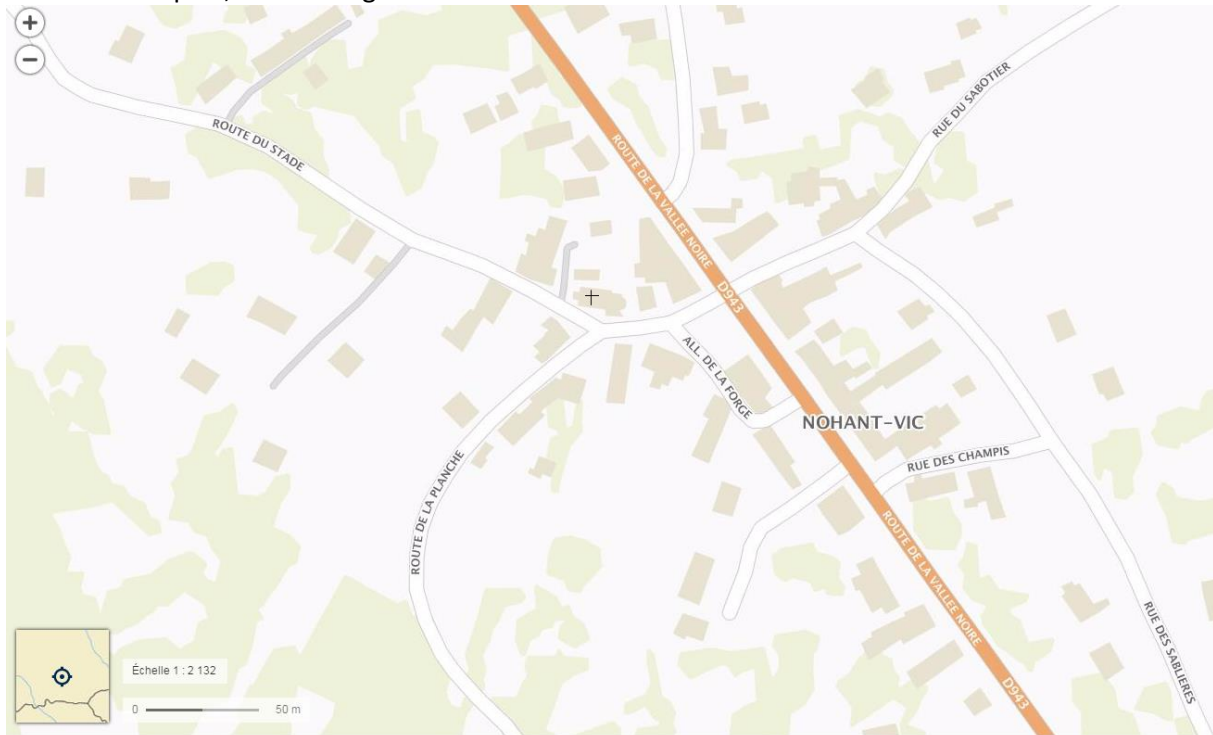 +
−
ROUTE DU STADE
ROUTE DE LA VALLEE NOIRE
D943
RUE DU SABOTIER
ALL. DE LA FORGE
NOHANT-VIC
RUE DES CHAMPIS
ROUTE DE LA PLANCHE
ROUTE DE LA VALLEE NOIRE
D943
RUE DES SABLIERES
Échelle 1 : 2 132
0 50 m